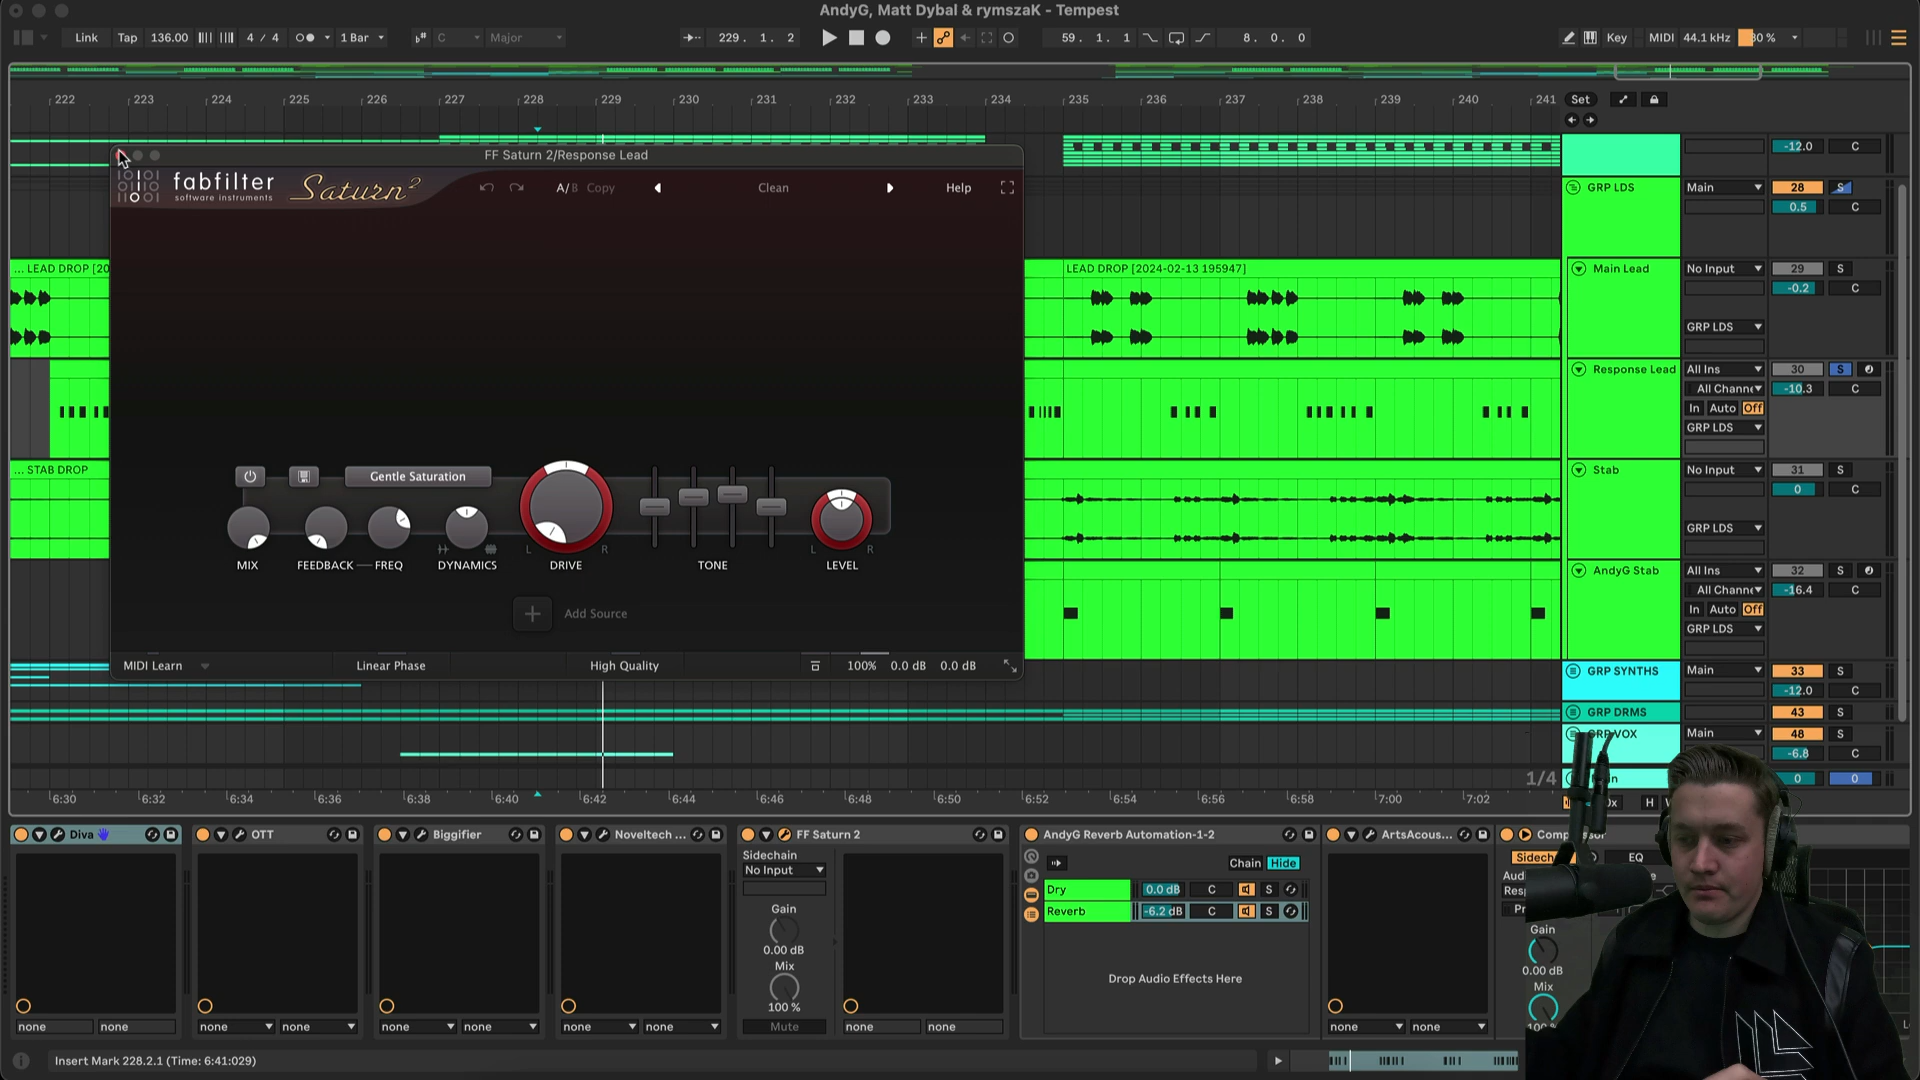 AndyG, Matt Dybal & rymszaK - Tempest
Link Tap 136.00 4 / 4 1 Bar C Major 229. 1. 2 59. 1. 1 8. 0. 0 Key MIDI 44.1 kHz
222 223 224 225 226 227 228 229 230 231 232 233 234 235 236 237 238 239 240 241 Set
FF Saturn 2/Response Lead
fabfilter
software instruments
Saturn 2
A/B Copy Clean Help
Gentle Saturation
L R L R
MIX FEEDBACK FREQ DYNAMICS DRIVE TONE LEVEL
Add Source
MIDI Learn Linear Phase High Quality 100% 0.0 dB 0.0 dB
... LEAD DROP [20
LEAD DROP [2024-02-13 195947]
... STAB DROP
-12.0 C
GRP LDS Main 28 S
0.5 C
Main Lead No Input 29 S
-0.2 C
GRP LDS
Response Lead All Ins 30 S
All Channe -10.3 C
In Auto Off
GRP LDS
Stab No Input 31 S
0 C
GRP LDS
AndyG Stab All Ins 32 S
All Channe -16.4 C
In Auto Off
GRP LDS
GRP SYNTHS Main 33 S
-12.0 C
GRP DRMS 43 S
GRP VOX Main 48 S
-6.8 C
1/4 0 0
6:30 6:32 6:34 6:36 6:38 6:40 6:42 6:44 6:46 6:48 6:50 6:52 6:54 6:56 6:58 7:00 7:02 H
Diva OTT Biggifier Noveltech ... FF Saturn 2 AndyG Reverb Automation-1-2 ArtsAcous...
Sidechain
No Input
Gain
0.00 dB
Mix
100 %
Mute
Chain Hide
Dry 0.0 dB C S
Reverb -6.2 dB C S
Drop Audio Effects Here
EQ
Gain
0.00 dB
Mix
none none none none none none none none none none none none
Insert Mark 228.2.1 (Time: 6:41:029)